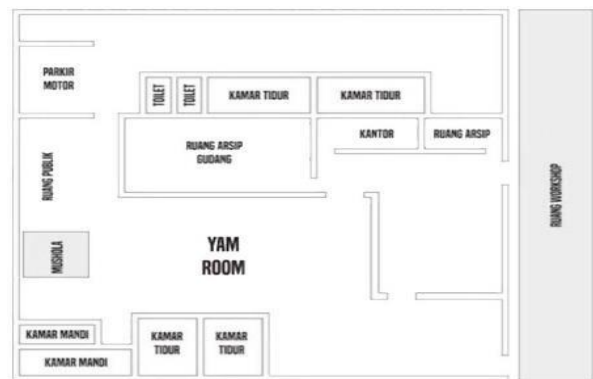 PARKIR
MOTOR
TOILET
TOILET
KAMAR TIDUR
KAMAR TIDUR
RUANG ARSIP
GUDANG
KANTOR
RUANG ARSIP
RUANG PUBLIK
MUSHOLA
YAM
ROOM
RUANG WORKSHOP
KAMAR MANDI
KAMAR MANDI
KAMAR
TIDUR
KAMAR
TIDUR